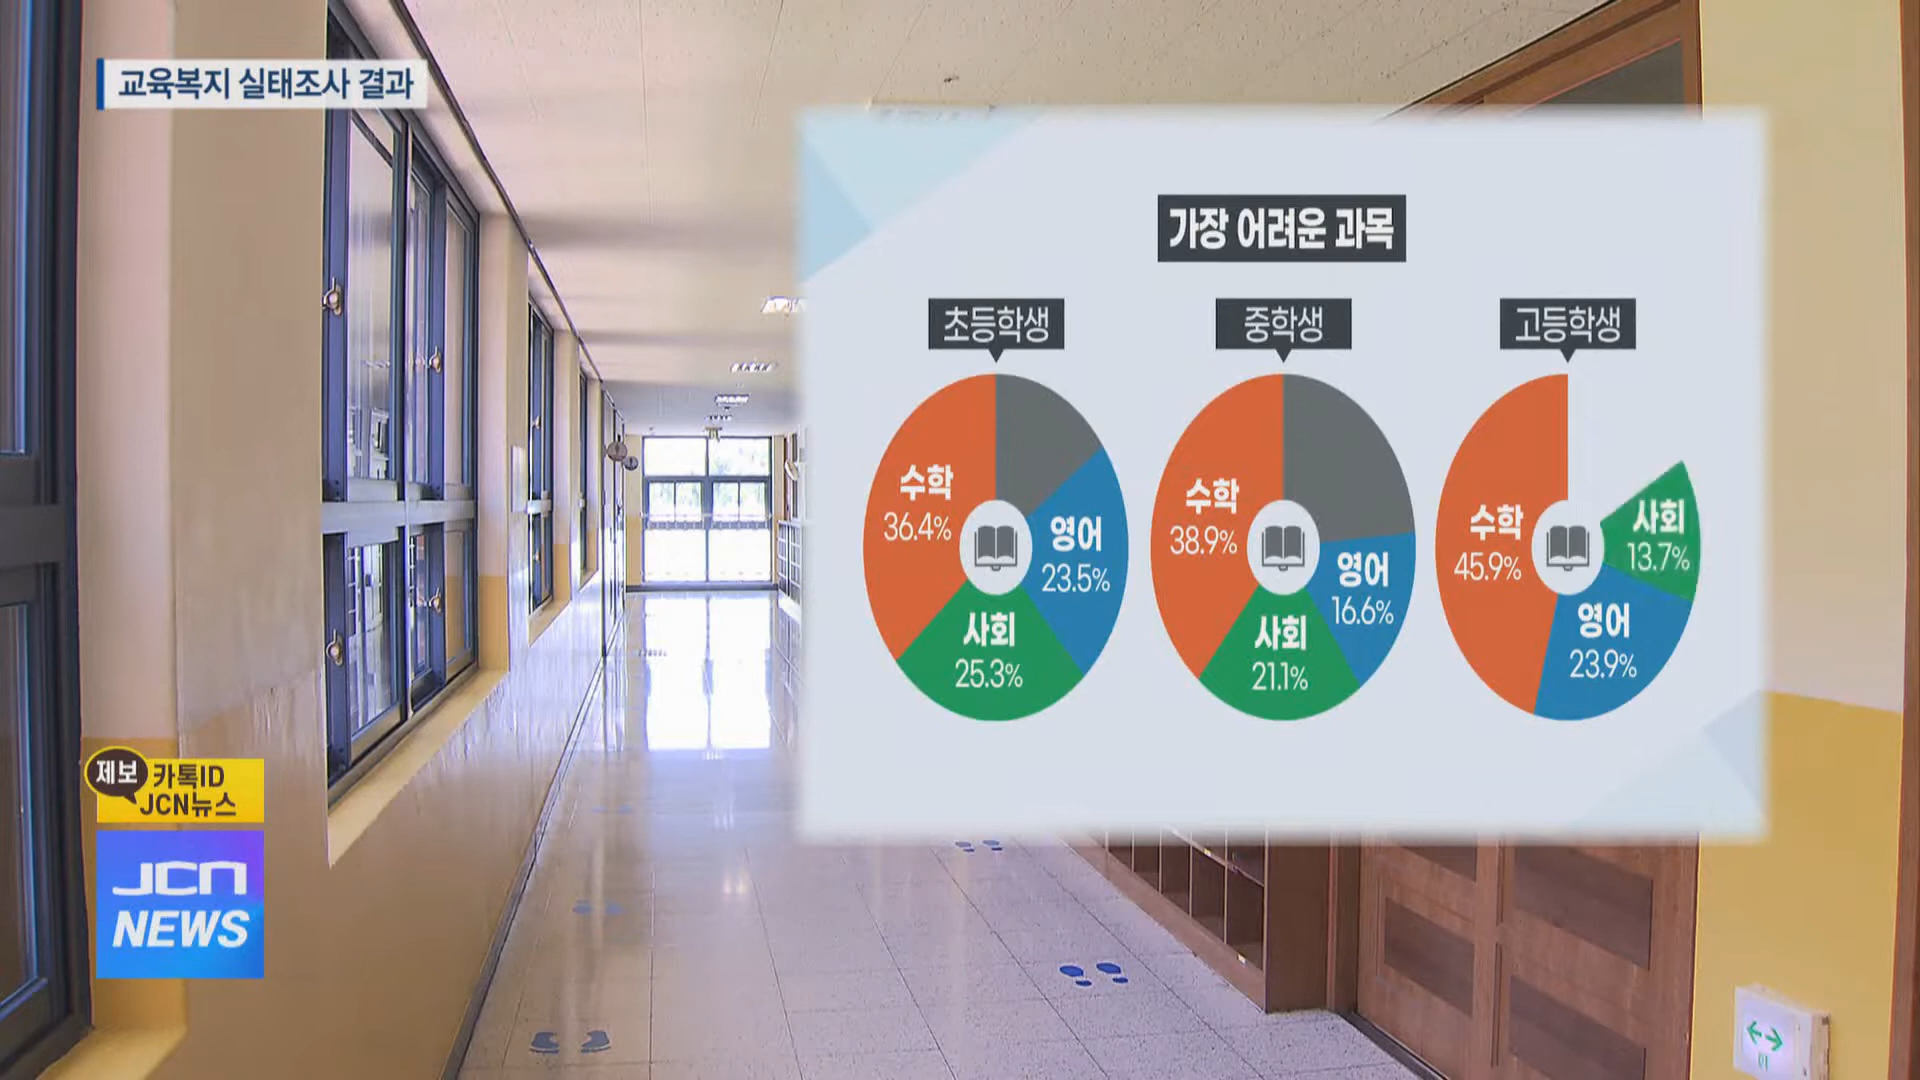 교육복지 실태조사 결과
가장 어려운 과목
초등학생
수학
36.4%
영어
23.5%
사회
25.3%
중학생
수학
38.9%
영어
16.6%
사회
21.1%
고등학생
수학
45.9%
사회
13.7%
영어
23.9%
제보
카톡ID
JCN뉴스
JCN
NEWS